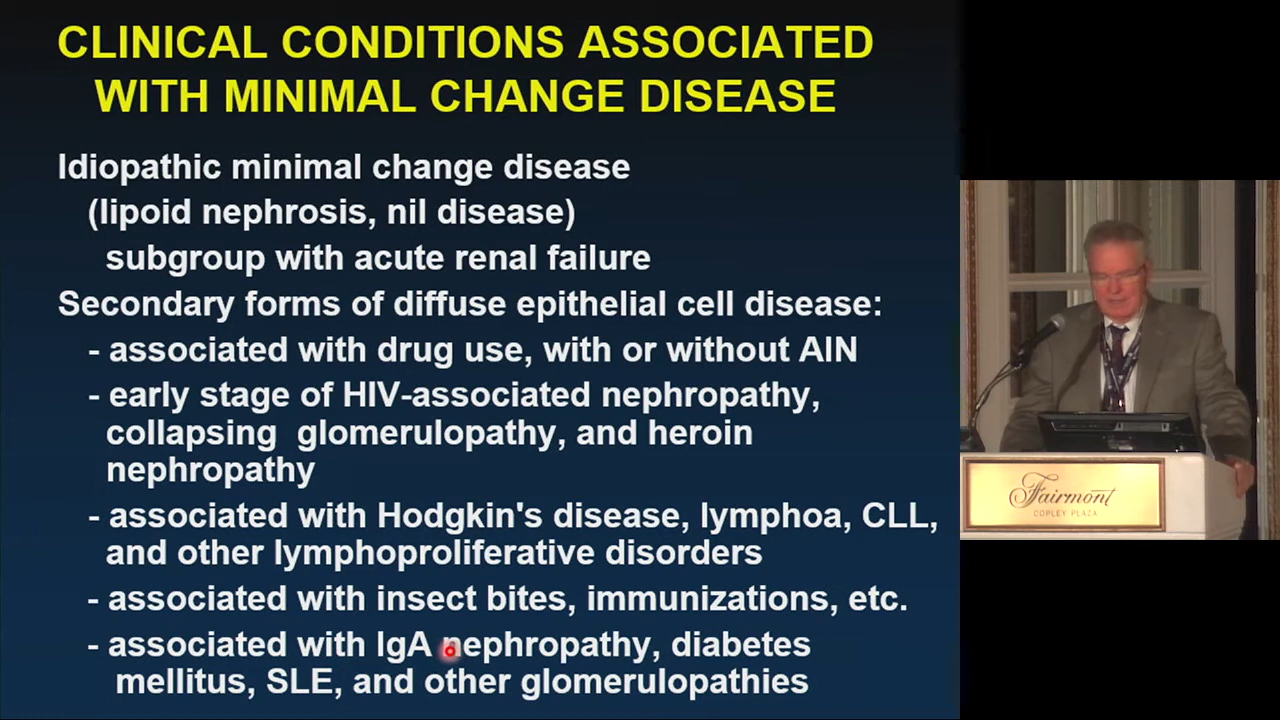 CLINICAL CONDITIONS ASSOCIATED
WITH MINIMAL CHANGE DISEASE
Idiopathic minimal change disease
(lipoid nephrosis, nil disease)
subgroup with acute renal failure
Secondary forms of diffuse epithelial cell disease:
- associated with drug use, with or without AIN
- early stage of HIV-associated nephropathy,
collapsing glomerulopathy, and heroin
nephropathy
- associated with Hodgkin's disease, lymphoa, CLL,
and other lymphoproliferative disorders
- associated with insect bites, immunizations, etc.
- associated with IgA nephropathy, diabetes
mellitus, SLE, and other glomerulopathies
Fairmont
COPLEY PLAZA